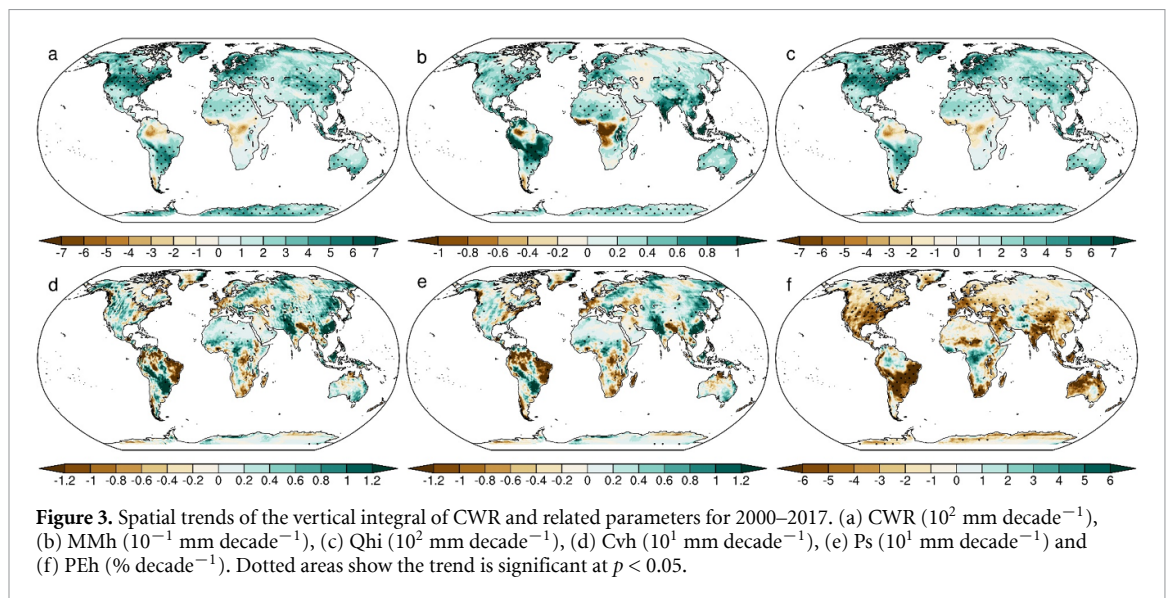 a b c
-7 -6 -5 -4 -3 -2 -1 0 1 2 3 4 5 6 7 -1 -0.8 -0.6 -0.4 -0.2 0 0.2 0.4 0.6 0.8 1 -7 -6 -5 -4 -3 -2 -1 0 1 2 3 4 5 6 7
d e f
-1.2 -1 -0.8 -0.6 -0.4 -0.2 0 0.2 0.4 0.6 0.8 1 1.2 -1.2 -1 -0.8 -0.6 -0.4 -0.2 0 0.2 0.4 0.6 0.8 1 1.2 -6 -5 -4 -3 -2 -1 0 1 2 3 4 5 6
Figure 3. Spatial trends of the vertical integral of CWR and related parameters for 2000–2017. (a) CWR (10² mm decade⁻¹),
(b) MMh (10⁻¹ mm decade⁻¹), (c) Qhi (10² mm decade⁻¹), (d) Cvh (10¹ mm decade⁻¹), (e) Ps (10¹ mm decade⁻¹) and
(f) PEh (% decade⁻¹). Dotted areas show the trend is significant at p < 0.05.